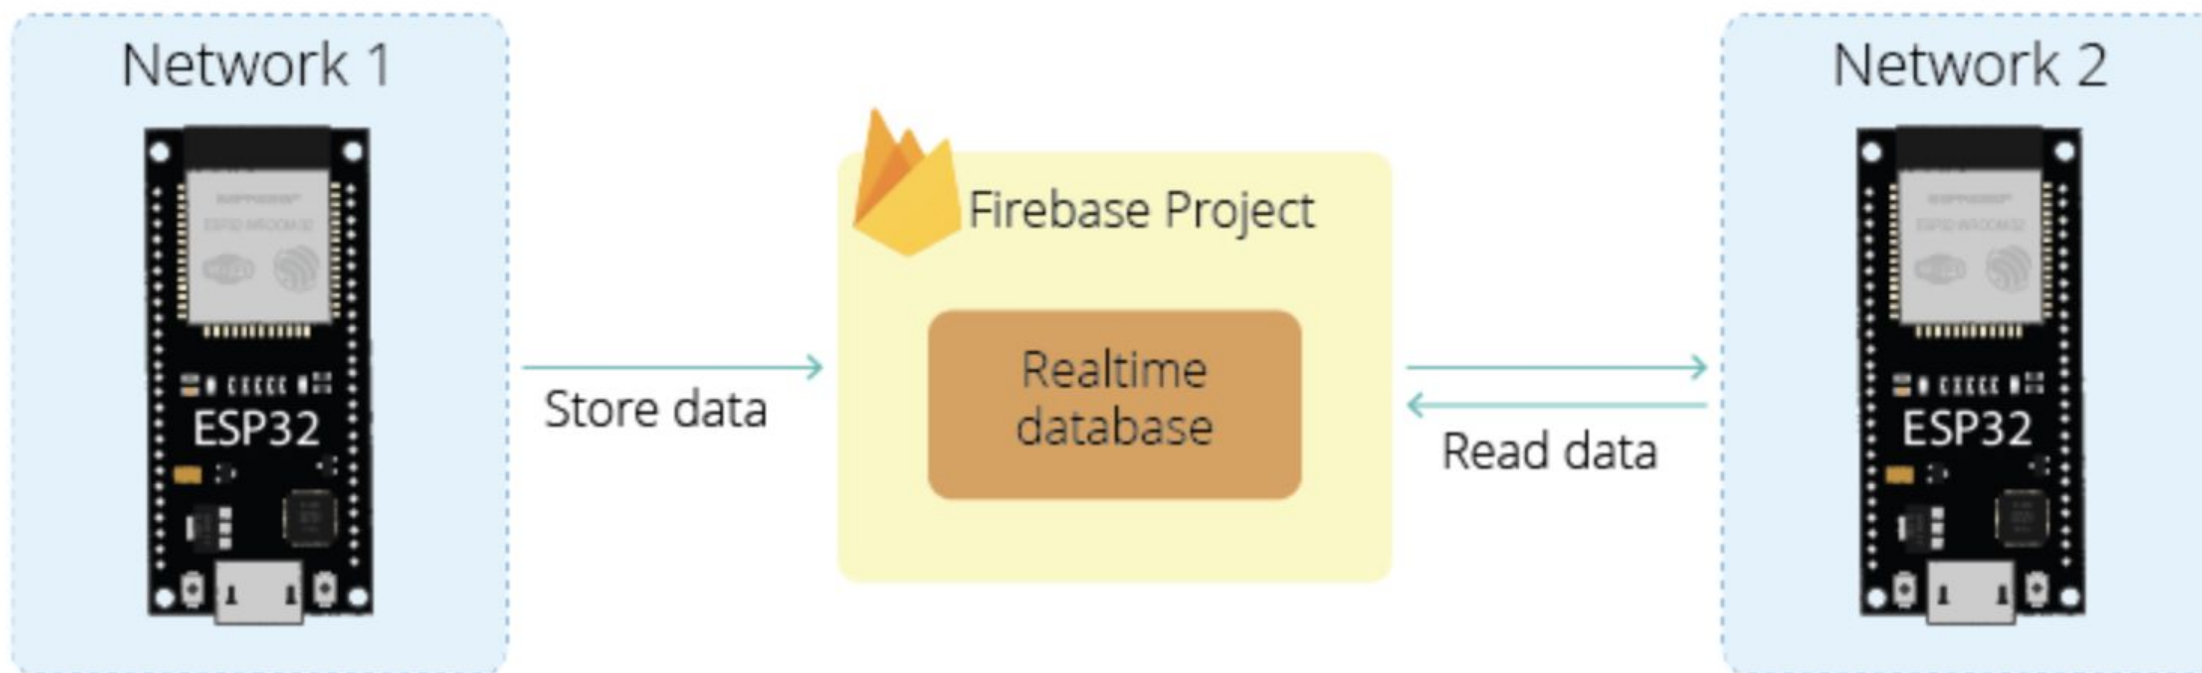 Network 1
ESP32
Store data
Firebase Project
Realtime
database
Read data
Network 2
ESP32